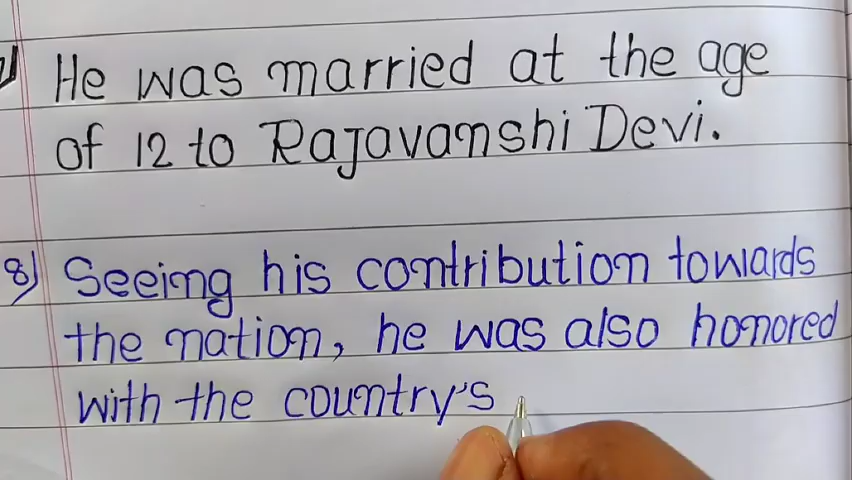 He was married at the age
of 12 to Rajavanshi Devi.
8) Seeing his contribution towards
the nation, he was also honored
with the country's